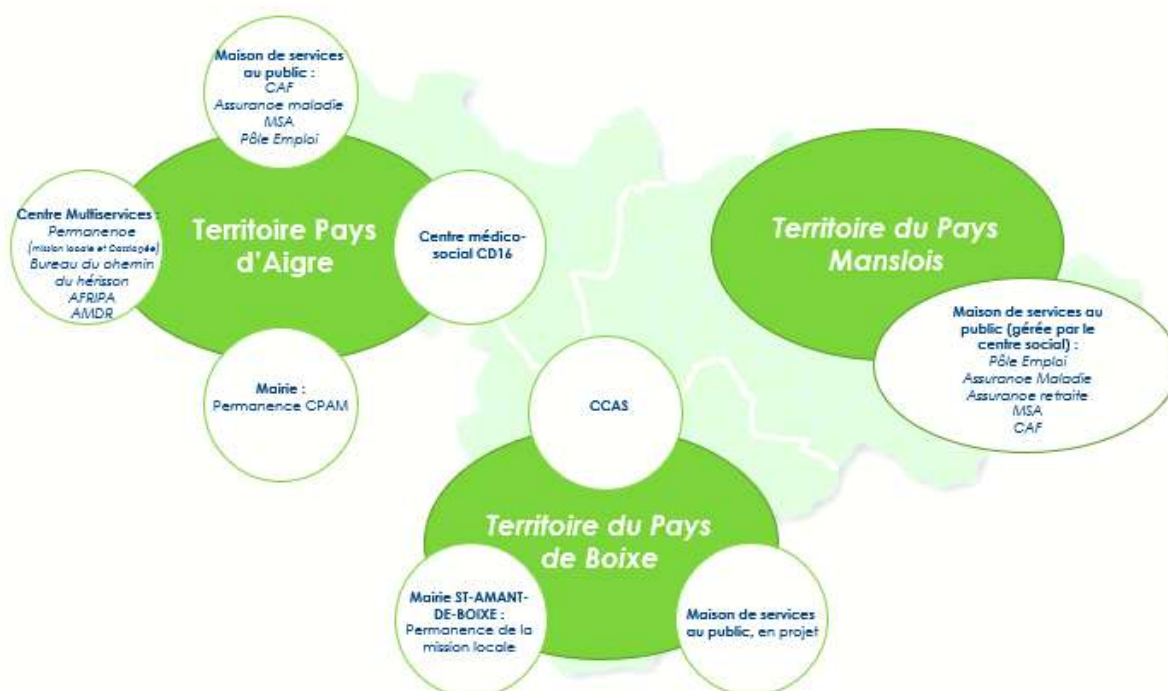 Maison de services
au public :
CAF
Assurance maladie
MSA
Pôle Emploi
Centre Multiservices :
Permanence
(mission locale et Cassiopée)
Bureau du chemin
du hérisson
AFRIPA
AMDR
Territoire Pays
d'Aigre
Centre médico-
social CD16
Mairie :
Permanence CPAM
Territoire du Pays
Manslois
Maison de services au
public (gérée par le
centre social) :
Pôle Emploi
Assurance Maladie
Assurance retraite
MSA
CAF
CCAS
Territoire du Pays
de Boixe
Mairie ST-AMANT-
DE-BOIXE :
Permanence de la
mission locale
Maison de services
au public, en projet